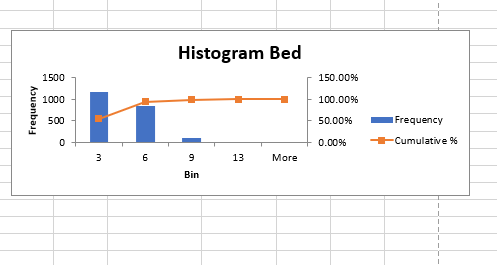 Histogram Bed
Frequency
1500
1000
500
0
150.00%
100.00%
50.00%
0.00%
3 6 9 13 More
Bin
Frequency
Cumulative %